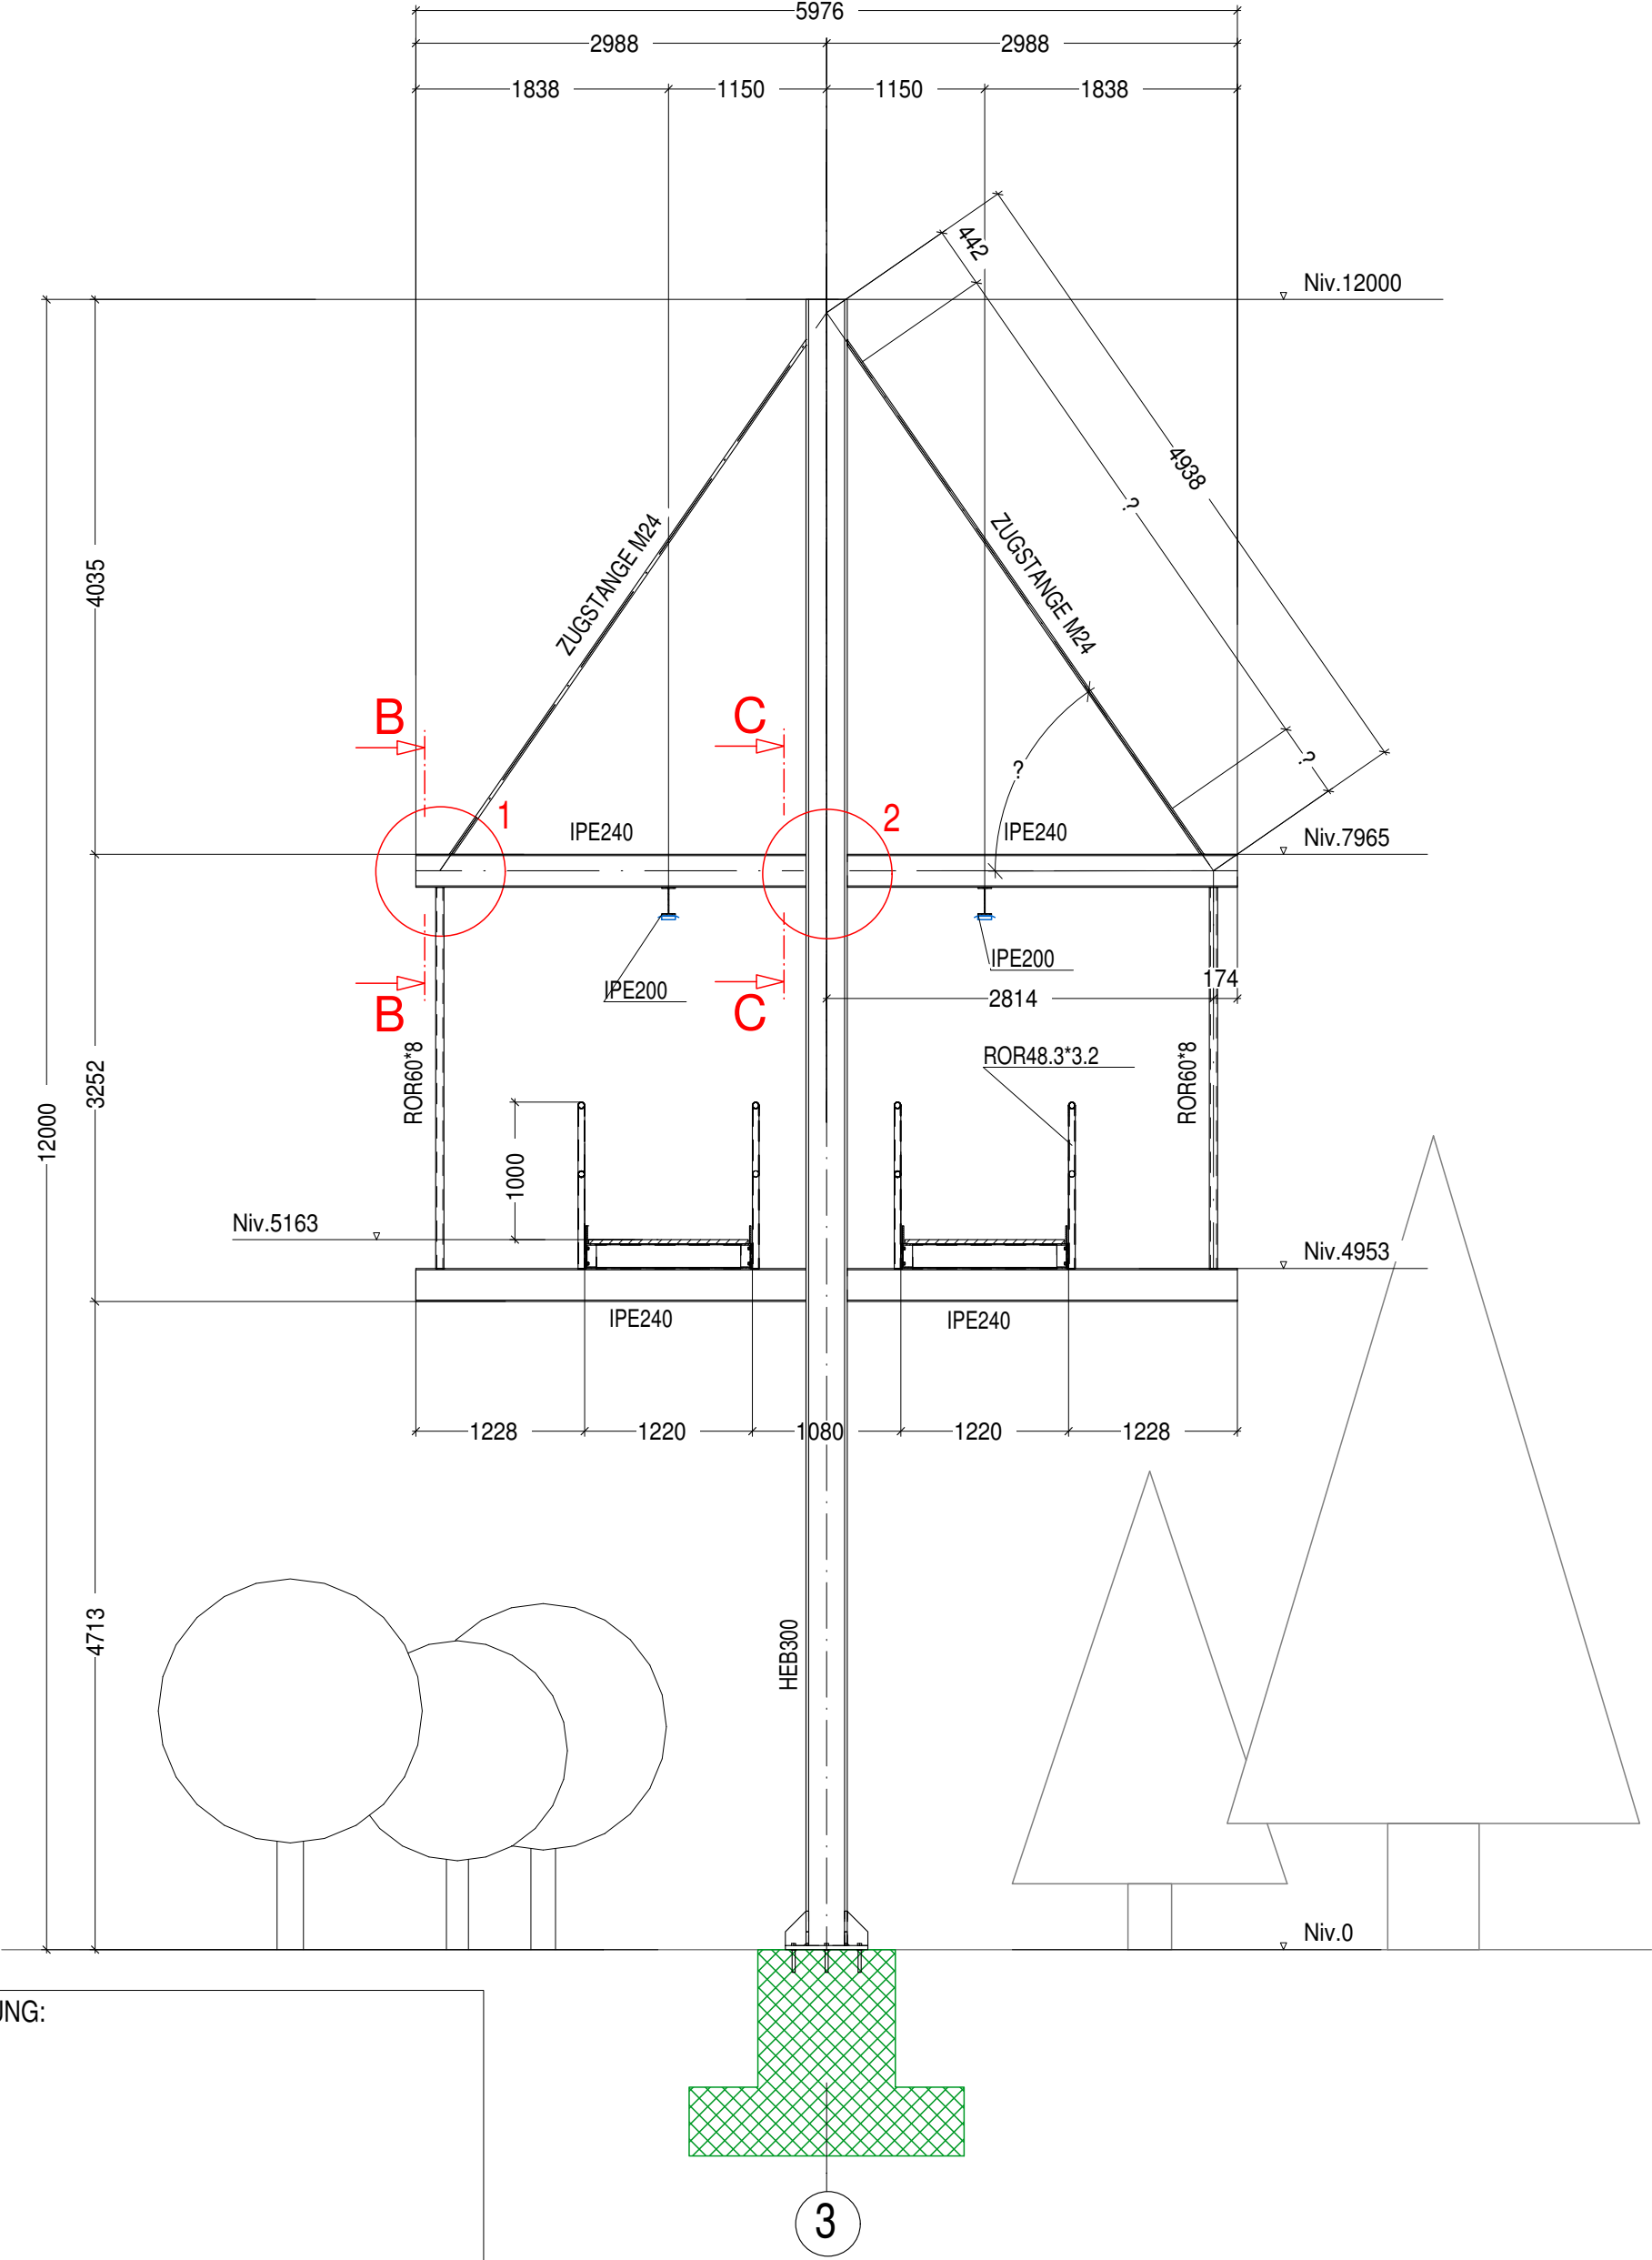 5976
2988 2988
1838 1150 1150 1838
442
Niv.12000
4938
?
ZUGSTANGE M24 ZUGSTANGE M24
4035
B C
?
?
1 2
IPE240 IPE240
Niv.7965
IPE200 IPE200
174
2814
B C
ROR60*8 ROR48.3*3.2 ROR60*8
3252
12000
1000
Niv.5163
Niv.4953
IPE240 IPE240
1228 1220 1080 1220 1228
4713
HEB300
Niv.0
UNG:
3